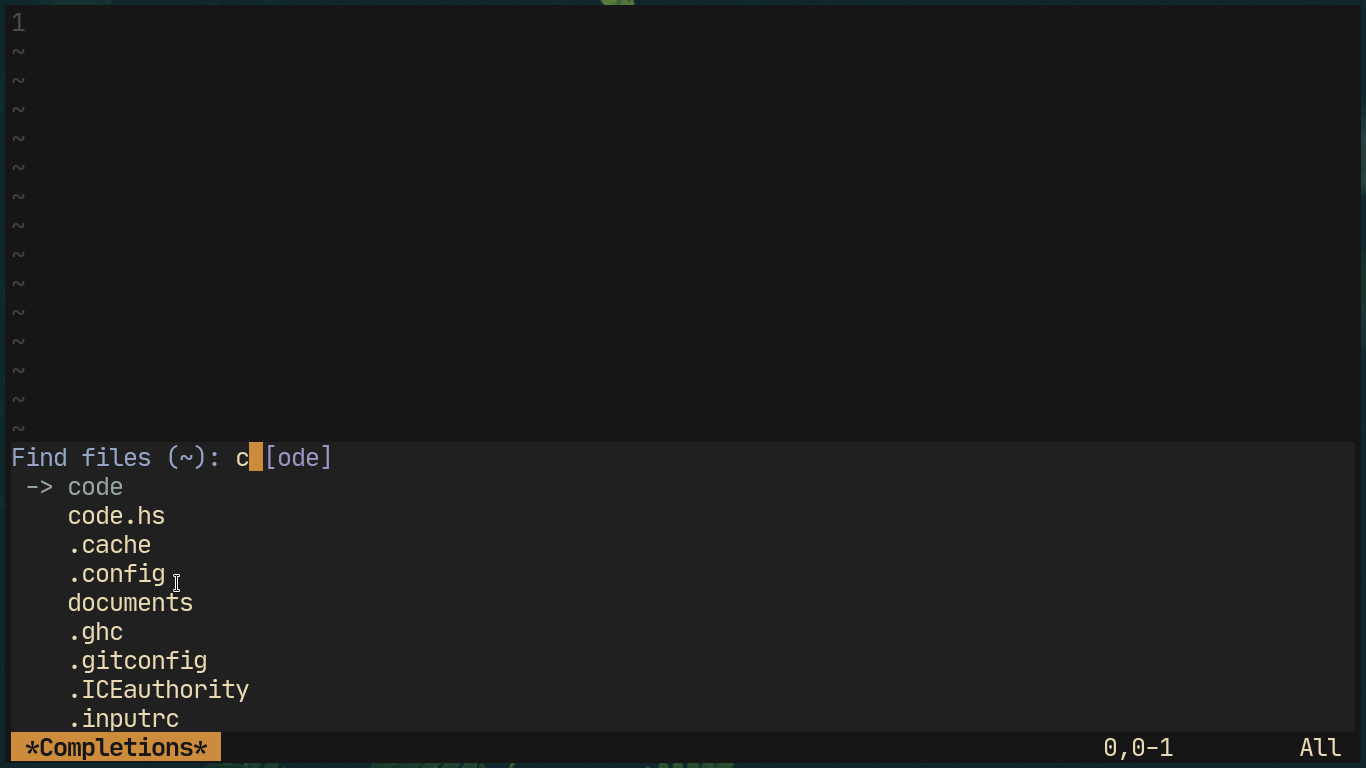 1
~
~
~
~
~
~
~
~
~
~
~
~
~
~
Find files (~): c [ode]
-> code
code.hs
.cache
.config
documents
.ghc
.gitconfig
.ICEauthority
.inputrc
*Completions* 0,0-1 All